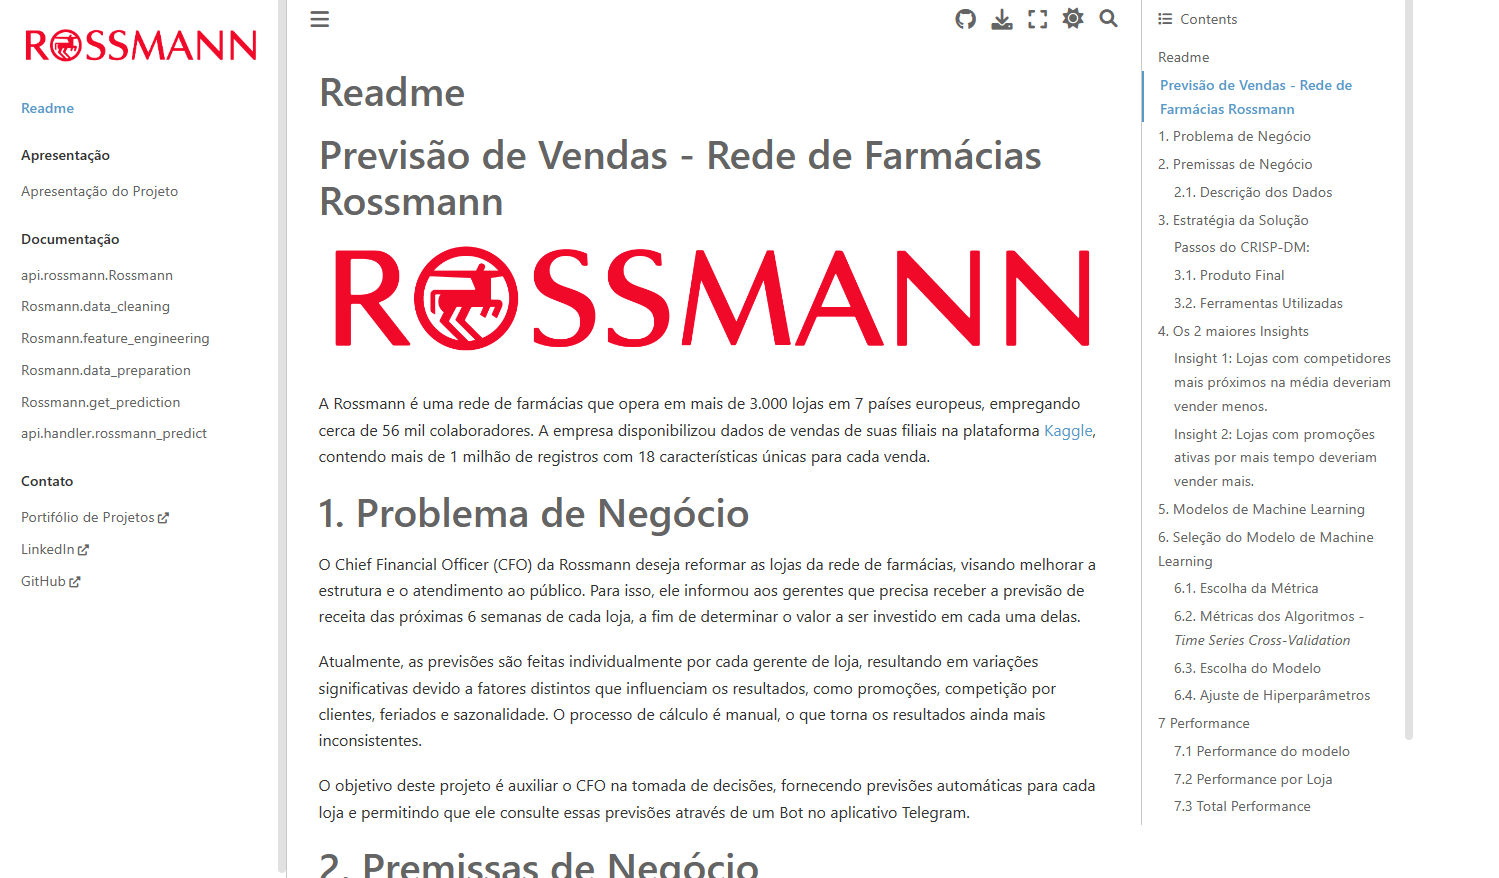 ROSSMANN
Readme
Apresentação
Apresentação do Projeto
Documentação
api.rossmann.Rossmann
Rosmann.data_cleaning
Rosmann.feature_engineering
Rosmann.data_preparation
Rossmann.get_prediction
api.handler.rossmann_predict
Contato
Portifólio de Projetos
LinkedIn
GitHub
Readme
Previsão de Vendas - Rede de Farmácias
Rossmann
ROSSMANN
A Rossmann é uma rede de farmácias que opera em mais de 3.000 lojas em 7 países europeus, empregando
cerca de 56 mil colaboradores. A empresa disponibilizou dados de vendas de suas filiais na plataforma Kaggle,
contendo mais de 1 milhão de registros com 18 características únicas para cada venda.
1. Problema de Negócio
O Chief Financial Officer (CFO) da Rossmann deseja reformar as lojas da rede de farmácias, visando melhorar a
estrutura e o atendimento ao público. Para isso, ele informou aos gerentes que precisa receber a previsão de
receita das próximas 6 semanas de cada loja, a fim de determinar o valor a ser investido em cada uma delas.
Atualmente, as previsões são feitas individualmente por cada gerente de loja, resultando em variações
significativas devido a fatores distintos que influenciam os resultados, como promoções, competição por
clientes, feriados e sazonalidade. O processo de cálculo é manual, o que torna os resultados ainda mais
inconsistentes.
O objetivo deste projeto é auxiliar o CFO na tomada de decisões, fornecendo previsões automáticas para cada
loja e permitindo que ele consulte essas previsões através de um Bot no aplicativo Telegram.
2. Premissas de Negócio
Contents
Readme
Previsão de Vendas - Rede de
Farmácias Rossmann
1. Problema de Negócio
2. Premissas de Negócio
2.1. Descrição dos Dados
3. Estratégia da Solução
Passos do CRISP-DM:
3.1. Produto Final
3.2. Ferramentas Utilizadas
4. Os 2 maiores Insights
Insight 1: Lojas com competidores
mais próximos na média deveriam
vender menos.
Insight 2: Lojas com promoções
ativas por mais tempo deveriam
vender mais.
5. Modelos de Machine Learning
6. Seleção do Modelo de Machine
Learning
6.1. Escolha da Métrica
6.2. Métricas dos Algoritmos -
Time Series Cross-Validation
6.3. Escolha do Modelo
6.4. Ajuste de Hiperparâmetros
7 Performance
7.1 Performance do modelo
7.2 Performance por Loja
7.3 Total Performance